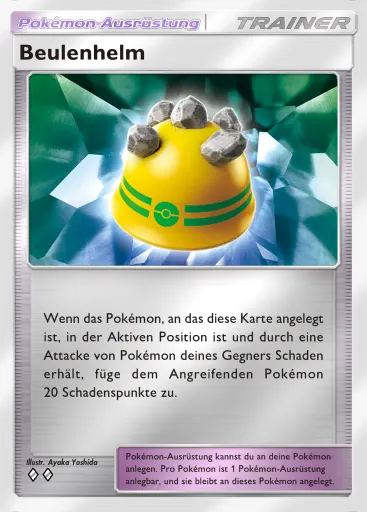 Pokémon-Ausrüstung
TRAINER
Beulenhelm
Wenn das Pokémon, an das diese Karte angelegt
ist, in der Aktiven Position ist und durch eine
Attacke von Pokémon deines Gegners Schaden
erhält, füge dem Angreifenden Pokémon
20 Schadenspunkte zu.
Illustr. Ayaka Yoshida
Pokémon-Ausrüstung kannst du an deine Pokémon
anlegen. Pro Pokémon ist 1 Pokémon-Ausrüstung
anlegbar, und sie bleibt an dieses Pokémon angelegt.